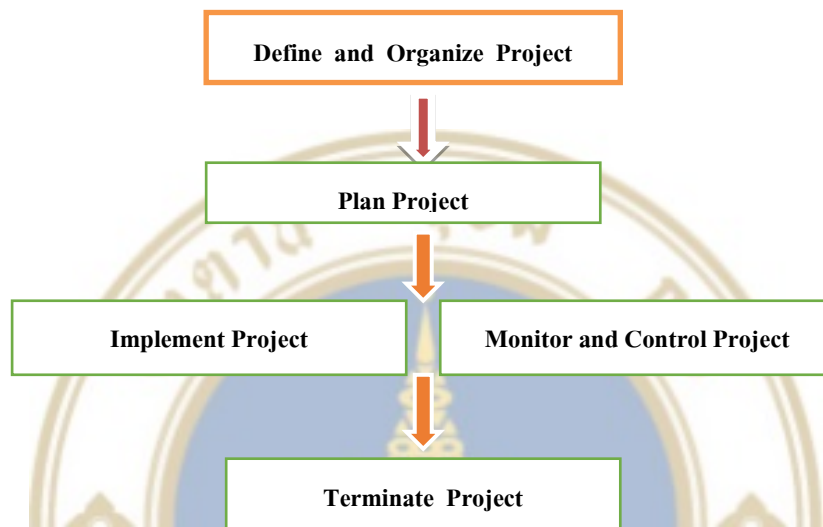 Define and Organize Project
Plan Project
Implement Project
Monitor and Control Project
Terminate Project